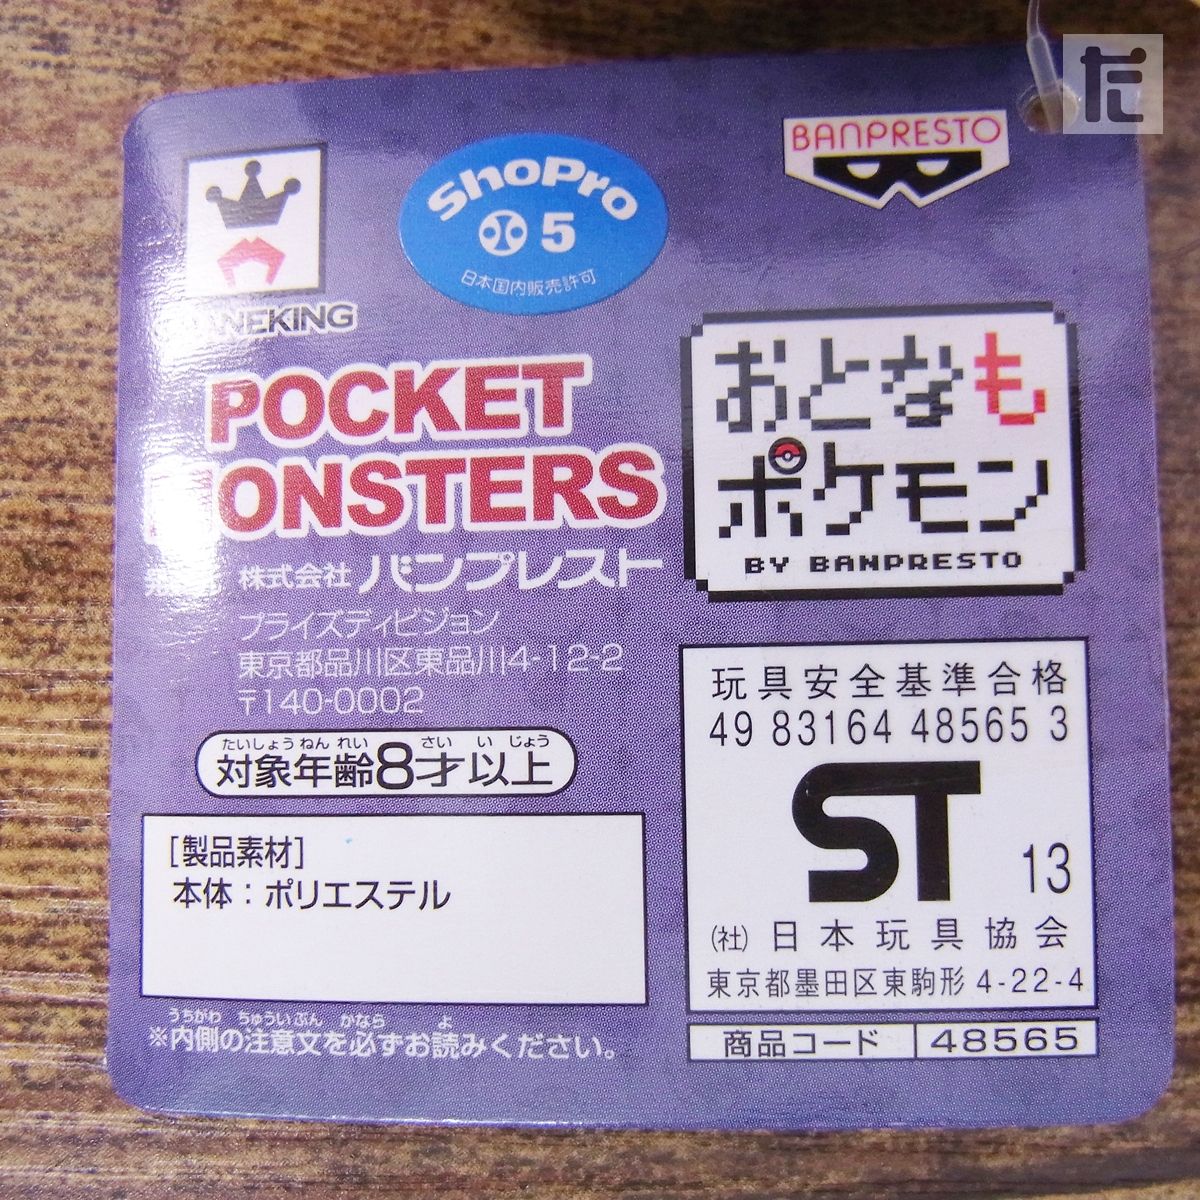 BANPRESTO
ShoPro
5
日本国内販売許可
NEKING
POCKET
MONSTERS
株式会社 バンプレスト
プライズディビジョン
東京都品川区東品川4-12-2
〒140-0002
たいしょうねんれい さいいじょう
対象年齢8才以上
[製品素材]
本体:ポリエステル
うちがわ ちゅういぶん かなら よ
※内側の注意文を必ずお読みください。
おとなも
ポケモン
BY BANPRESTO
玩具安全基準合格
49 83164 48565 3
ST
13
(社) 日本玩具協会
東京都墨田区東駒形 4-22-4
商品コード 48565
だし